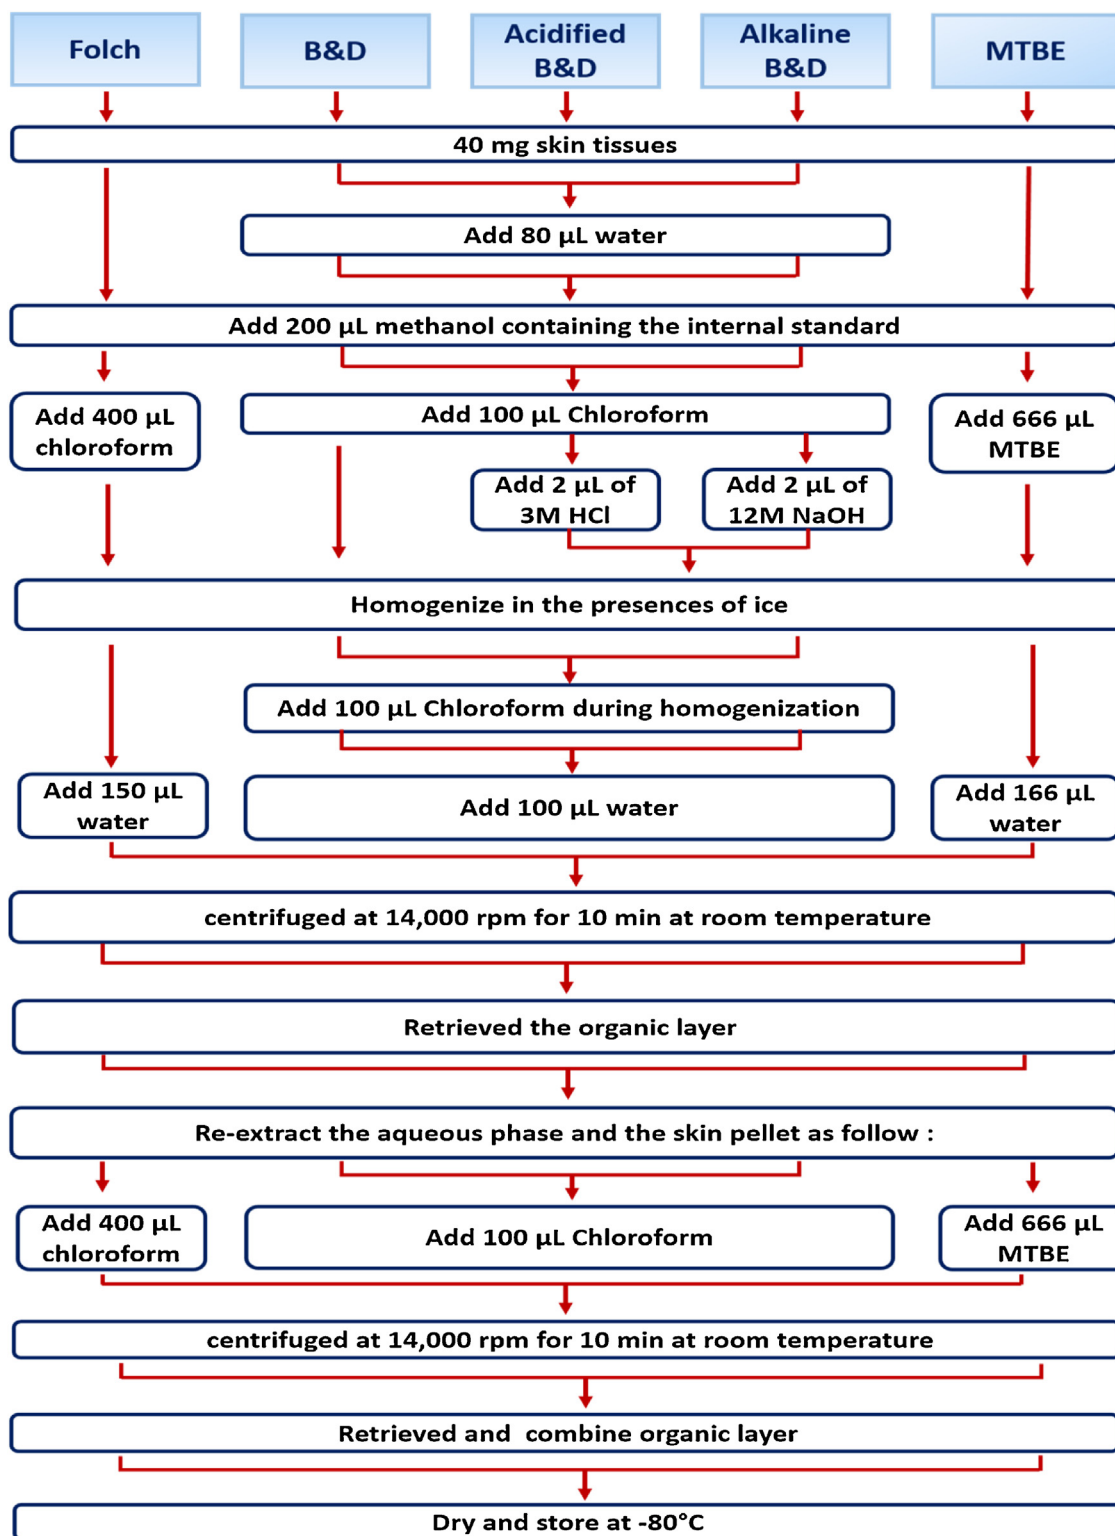 Folch
B&D
Acidified
B&D
Alkaline
B&D
MTBE
40 mg skin tissues
Add 80 µL water
Add 200 µL methanol containing the internal standard
Add 400 µL
chloroform
Add 100 µL Chloroform
Add 666 µL
MTBE
Add 2 µL of
3M HCl
Add 2 µL of
12M NaOH
Homogenize in the presences of ice
Add 100 µL Chloroform during homogenization
Add 150 µL
water
Add 100 µL water
Add 166 µL
water
centrifuged at 14,000 rpm for 10 min at room temperature
Retrieved the organic layer
Re-extract the aqueous phase and the skin pellet as follow :
Add 400 µL
chloroform
Add 100 µL Chloroform
Add 666 µL
MTBE
centrifuged at 14,000 rpm for 10 min at room temperature
Retrieved and combine organic layer
Dry and store at -80°C